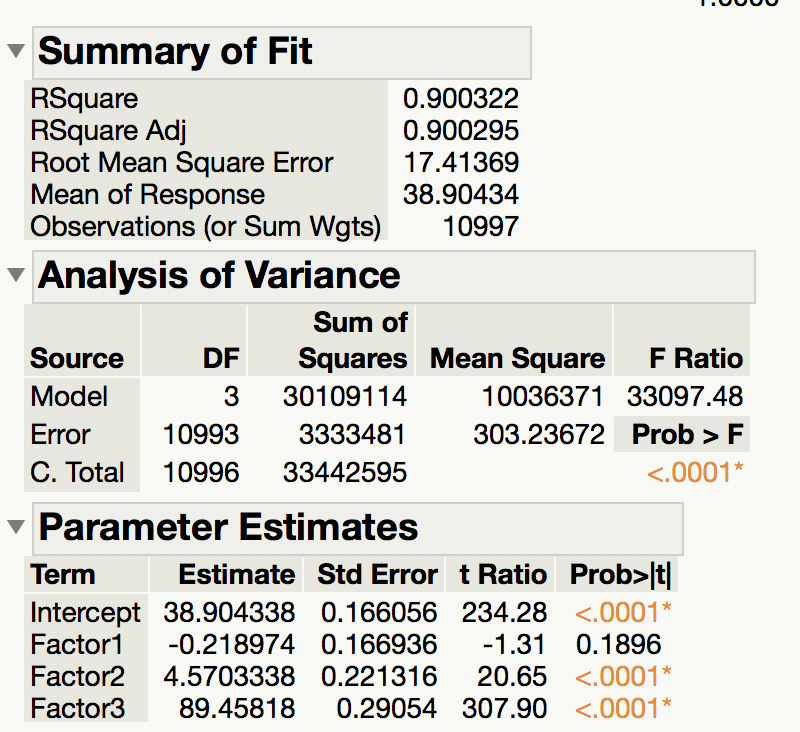 Summary of Fit
RSquare 0.900322
RSquare Adj 0.900295
Root Mean Square Error 17.41369
Mean of Response 38.90434
Observations (or Sum Wgts) 10997
Analysis of Variance
Sum of
Source DF Squares Mean Square F Ratio
Model 3 30109114 10036371 33097.48
Error 10993 3333481 303.23672 Prob > F
C. Total 10996 33442595 <.0001*
Parameter Estimates
Term Estimate Std Error t Ratio Prob>|t|
Intercept 38.904338 0.166056 234.28 <.0001*
Factor1 -0.218974 0.166936 -1.31 0.1896
Factor2 4.5703338 0.221316 20.65 <.0001*
Factor3 89.45818 0.29054 307.90 <.0001*